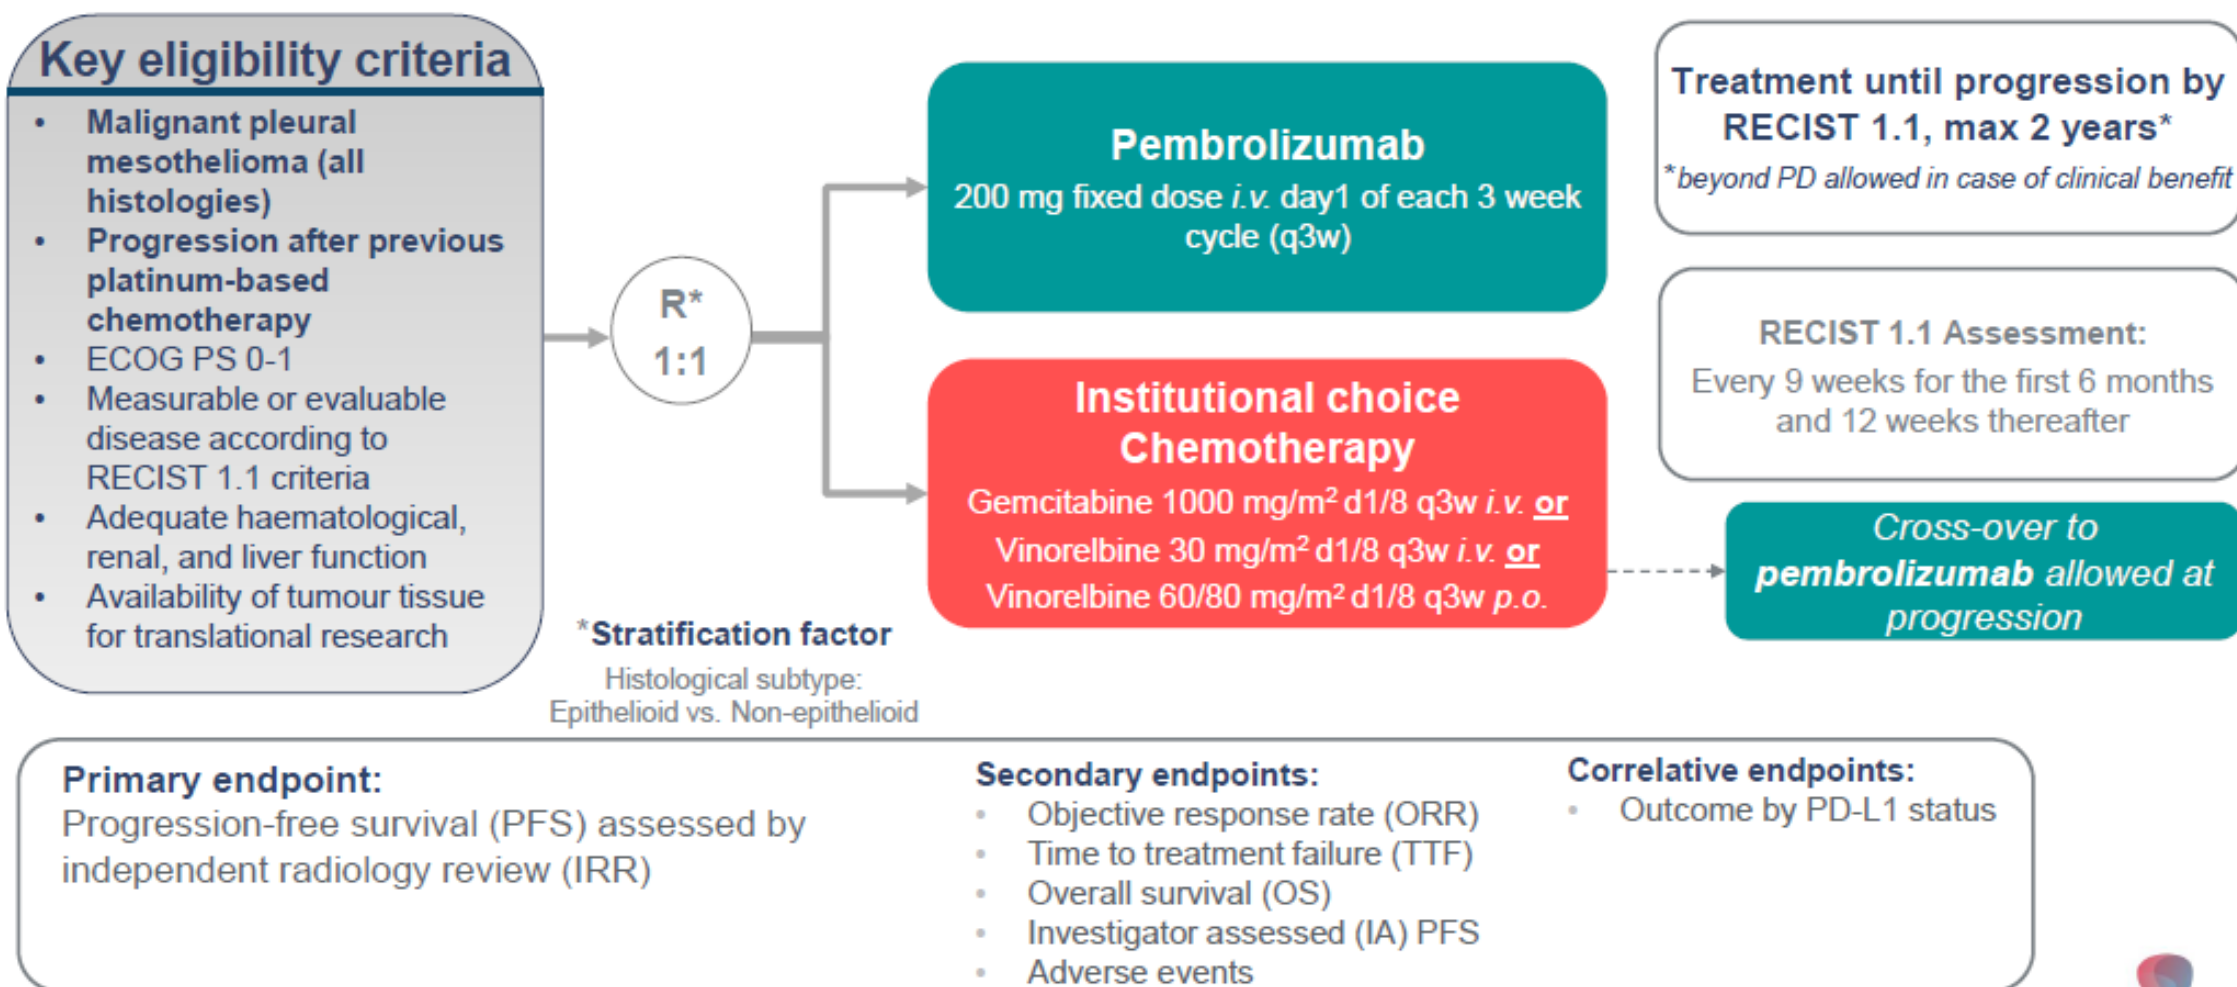 Key eligibility criteria
• Malignant pleural
mesothelioma (all
histologies)
• Progression after previous
platinum-based
chemotherapy
• ECOG PS 0-1
• Measurable or evaluable
disease according to
RECIST 1.1 criteria
• Adequate haematological,
renal, and liver function
• Availability of tumour tissue
for translational research
R*
1:1
*Stratification factor
Histological subtype:
Epithelioid vs. Non-epithelioid
Pembrolizumab
200 mg fixed dose i.v. day1 of each 3 week
cycle (q3w)
Institutional choice
Chemotherapy
Gemcitabine 1000 mg/m² d1/8 q3w i.v. or
Vinorelbine 30 mg/m² d1/8 q3w i.v. or
Vinorelbine 60/80 mg/m² d1/8 q3w p.o.
Treatment until progression by
RECIST 1.1, max 2 years*
*beyond PD allowed in case of clinical benefit
RECIST 1.1 Assessment:
Every 9 weeks for the first 6 months
and 12 weeks thereafter
Cross-over to
pembrolizumab allowed at
progression
Primary endpoint:
Progression-free survival (PFS) assessed by
independent radiology review (IRR)
Secondary endpoints:
• Objective response rate (ORR)
• Time to treatment failure (TTF)
• Overall survival (OS)
• Investigator assessed (IA) PFS
• Adverse events
Correlative endpoints:
• Outcome by PD-L1 status